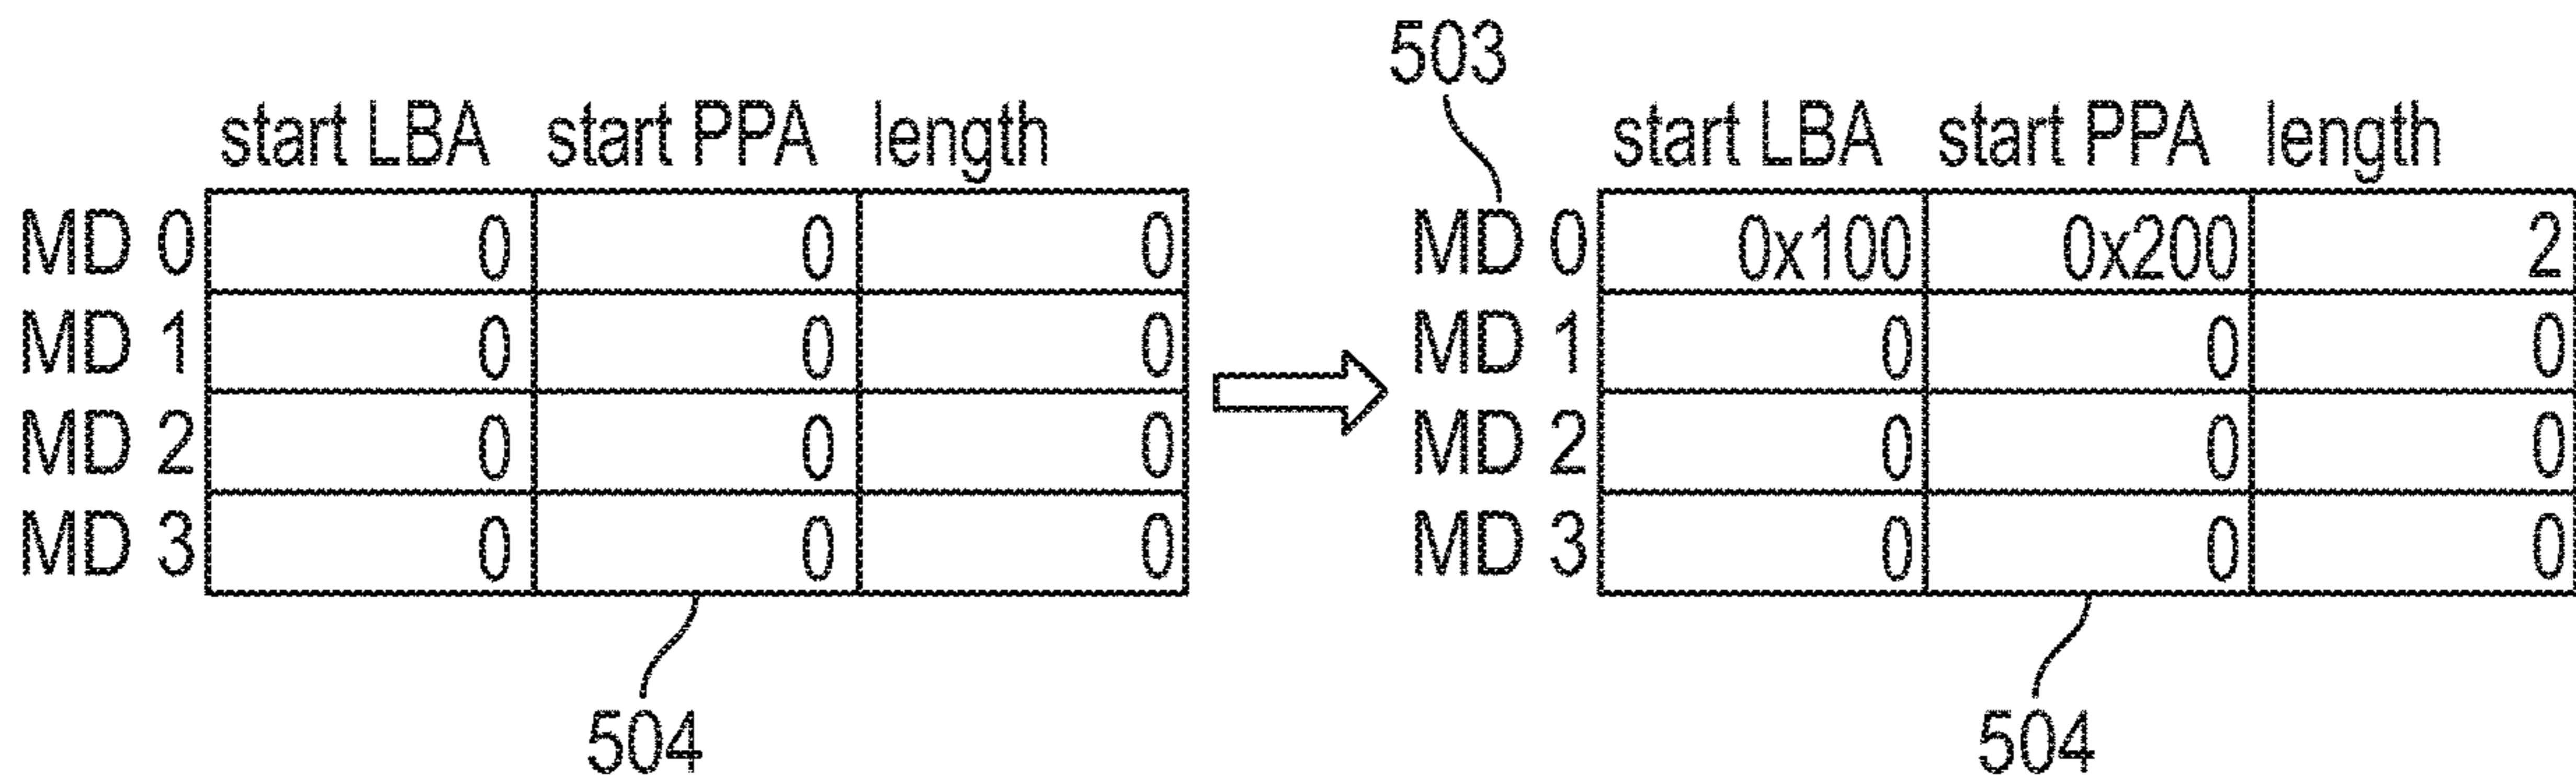 503
start LBA start PPA length start LBA start PPA length
MD 0 0 0 0 MD 0 0x100 0x200 2
MD 1 0 0 0 MD 1 0 0 0
MD 2 0 0 0 MD 2 0 0 0
MD 3 0 0 0 MD 3 0 0 0
504 504